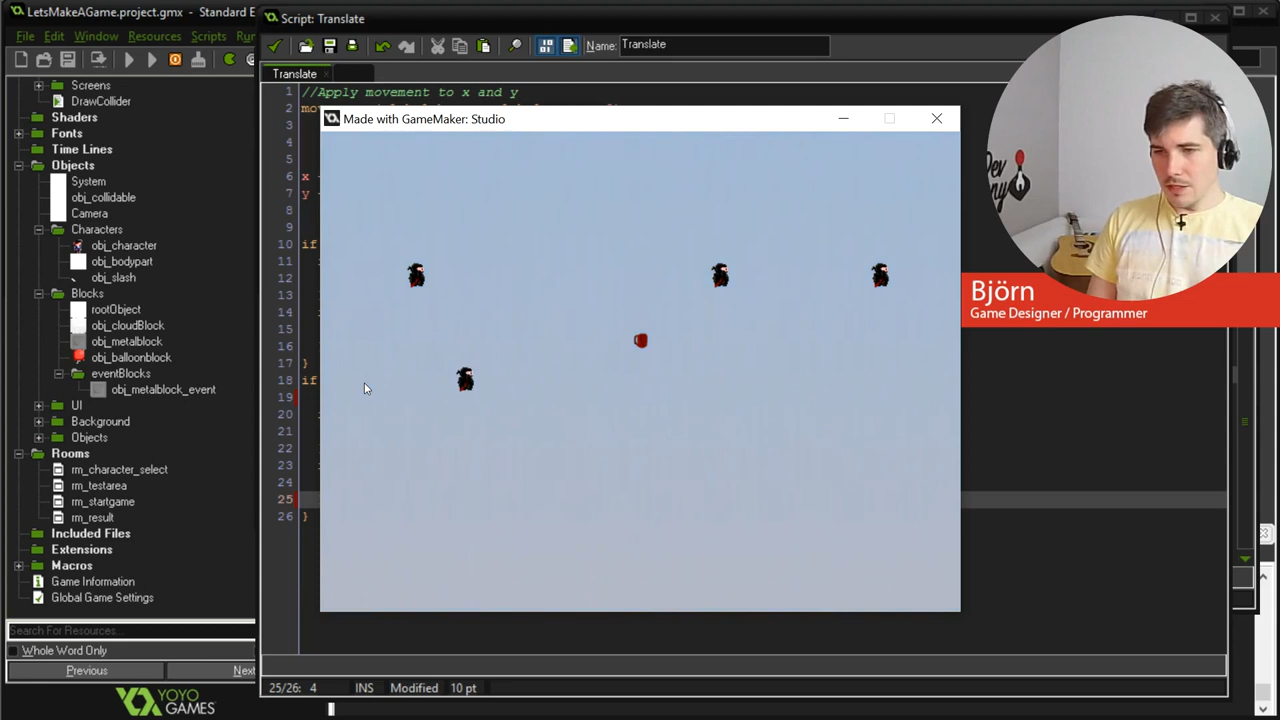 LetsMakeAGame.project.gmx - Standard E
File Edit Window Resources Scripts Run
Screens
DrawCollider
Shaders
Fonts
Time Lines
Objects
System
obj_collidable
Camera
Characters
obj_character
obj_bodypart
obj_slash
Blocks
rootObject
obj_cloudBlock
obj_metalblock
obj_balloonblock
eventBlocks
obj_metalblock_event
UI
Background
Objects
Rooms
rm_character_select
rm_testarea
rm_startgame
rm_result
Included Files
Extensions
Macros
Game Information
Global Game Settings
Search For Resources...
Whole Word Only
Previous Next
YOYO
GAMES
Script: Translate
Name: Translate
Translate
1 //Apply movement to x and y
2
3
4
5
6 x
7 y
8
9
10 if
11
12
13
14
15
16
17 }
18 if
19
20
21
22
23
24
25
26 }
25/26: 4 INS Modified 10 pt
Made with GameMaker: Studio
Björn
Game Designer / Programmer